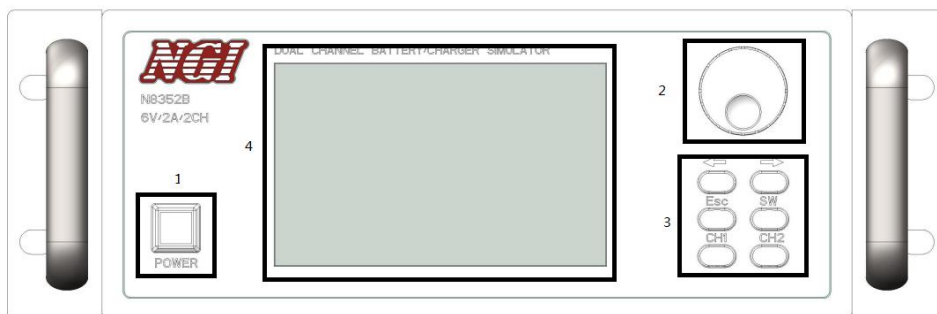 NGI
DUAL CHANNEL BATTERY/CHARGER SIMULATOR
N8352B
6V/2A/2CH
4
1
POWER
2
3
← →
Esc SW
CH1 CH2